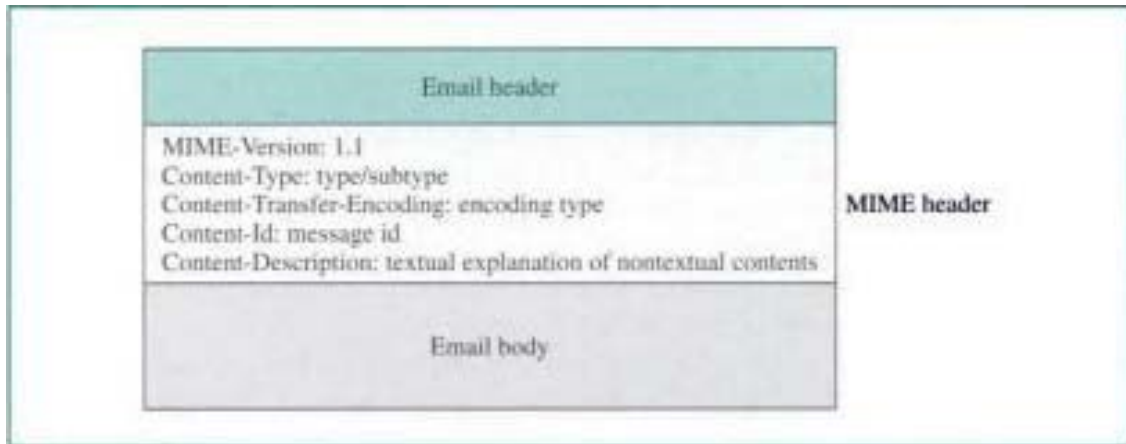 Email header
MIME-Version: 1.1
Content-Type: type/subtype
Content-Transfer-Encoding: encoding type
Content-Id: message id
Content-Description: textual explanation of nontextual contents
MIME header
Email body